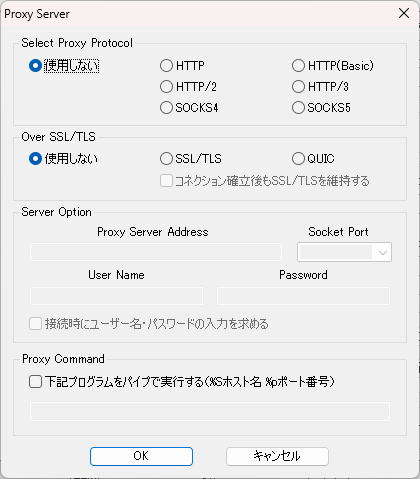 Proxy Server
Select Proxy Protocol
使用しない HTTP HTTP(Basic)
HTTP/2 HTTP/3
SOCKS4 SOCKS5
Over SSL/TLS
使用しない SSL/TLS QUIC
コネクション確立後もSSL/TLSを維持する
Server Option
Proxy Server Address Socket Port
User Name Password
接続時にユーザー名・パスワードの入力を求める
Proxy Command
下記プログラムをパイプで実行する(%Sホスト名 %pポート番号)
OK キャンセル